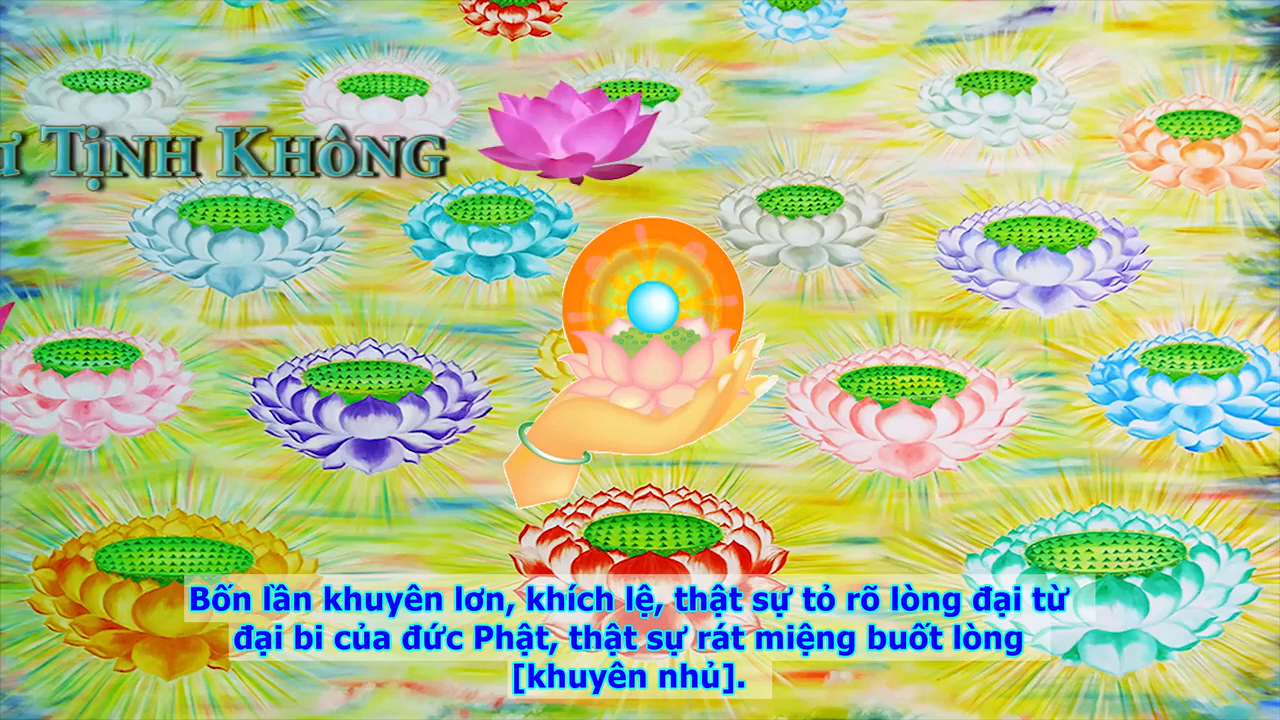 Tịnh Không
Bốn lần khuyên lơn, khích lệ, thật sự tỏ rõ lòng đại từ
đại bi của đức Phật, thật sự rát miệng buốt lòng
[khuyên nhủ].